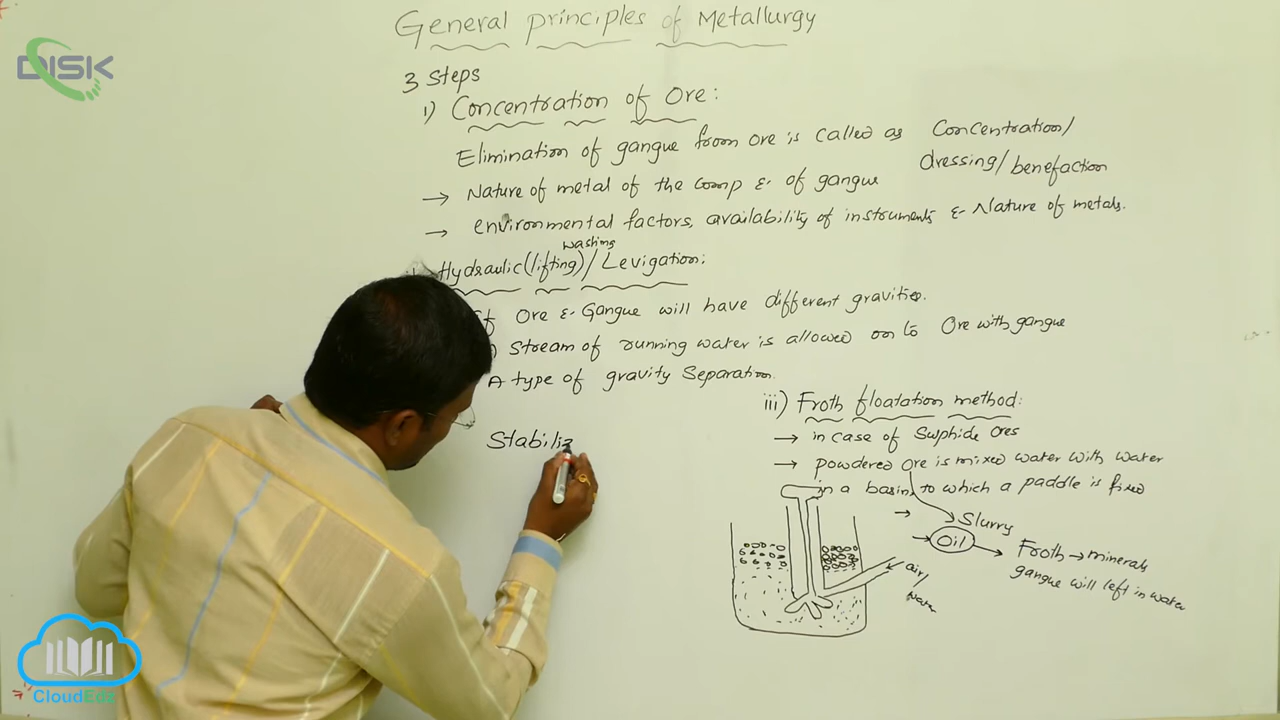 DISK
General principles of Metallurgy
3 Steps
i) Concentration of Ore:
Elimination of gangue from ore is called as Concentration/
dressing/benefaction
→ Nature of metal of the comp & of gangue
→ environmental factors, availability of instruments & Nature of metals.
washing
Hydraulic(lifting)/Levigation:
If Ore & Gangue will have different gravities.
Stream of running water is allowed on to Ore with gangue
A type of gravity Separation.
Stabiliz
iii) Froth floatation method:
→ in case of Sulphide Ores
→ powdered ore is mixed water with water
in a basin, to which a paddle is fixed
→ Slurry
→ Oil → Froth → minerals
gangue will left in water
air/
CloudEdz